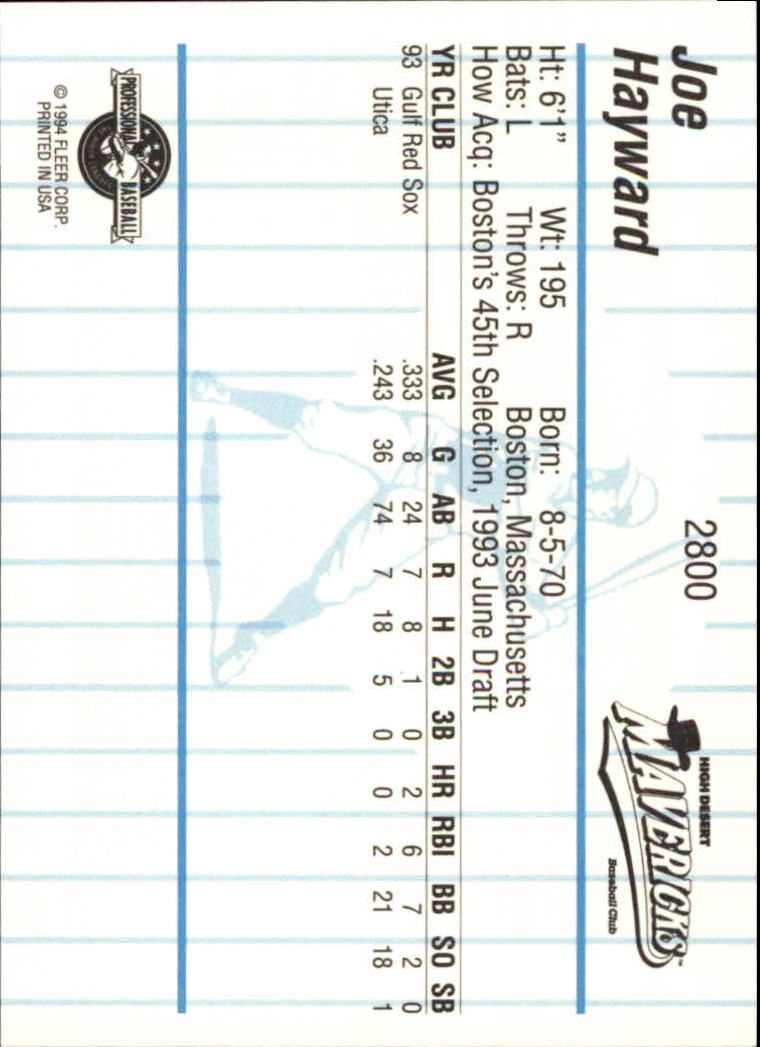 Joe
Hayward
2800
HIGH DESERT
MAVERICKS™
Baseball Club
Ht: 6'1" Wt: 195 Born: 8-5-70
Bats: L Throws: R Boston, Massachusetts
How Acq: Boston's 45th Selection, 1993 June Draft
YR CLUB AVG G AB R H 2B 3B HR RBI BB SO SB
93 Gulf Red Sox .333 8 24 7 8 1 0 2 6 7 2 0
Utica .243 36 74 7 18 5 0 0 2 21 18 1
PROFESSIONAL BASEBALL
© 1994 FLEER CORP.
PRINTED IN USA